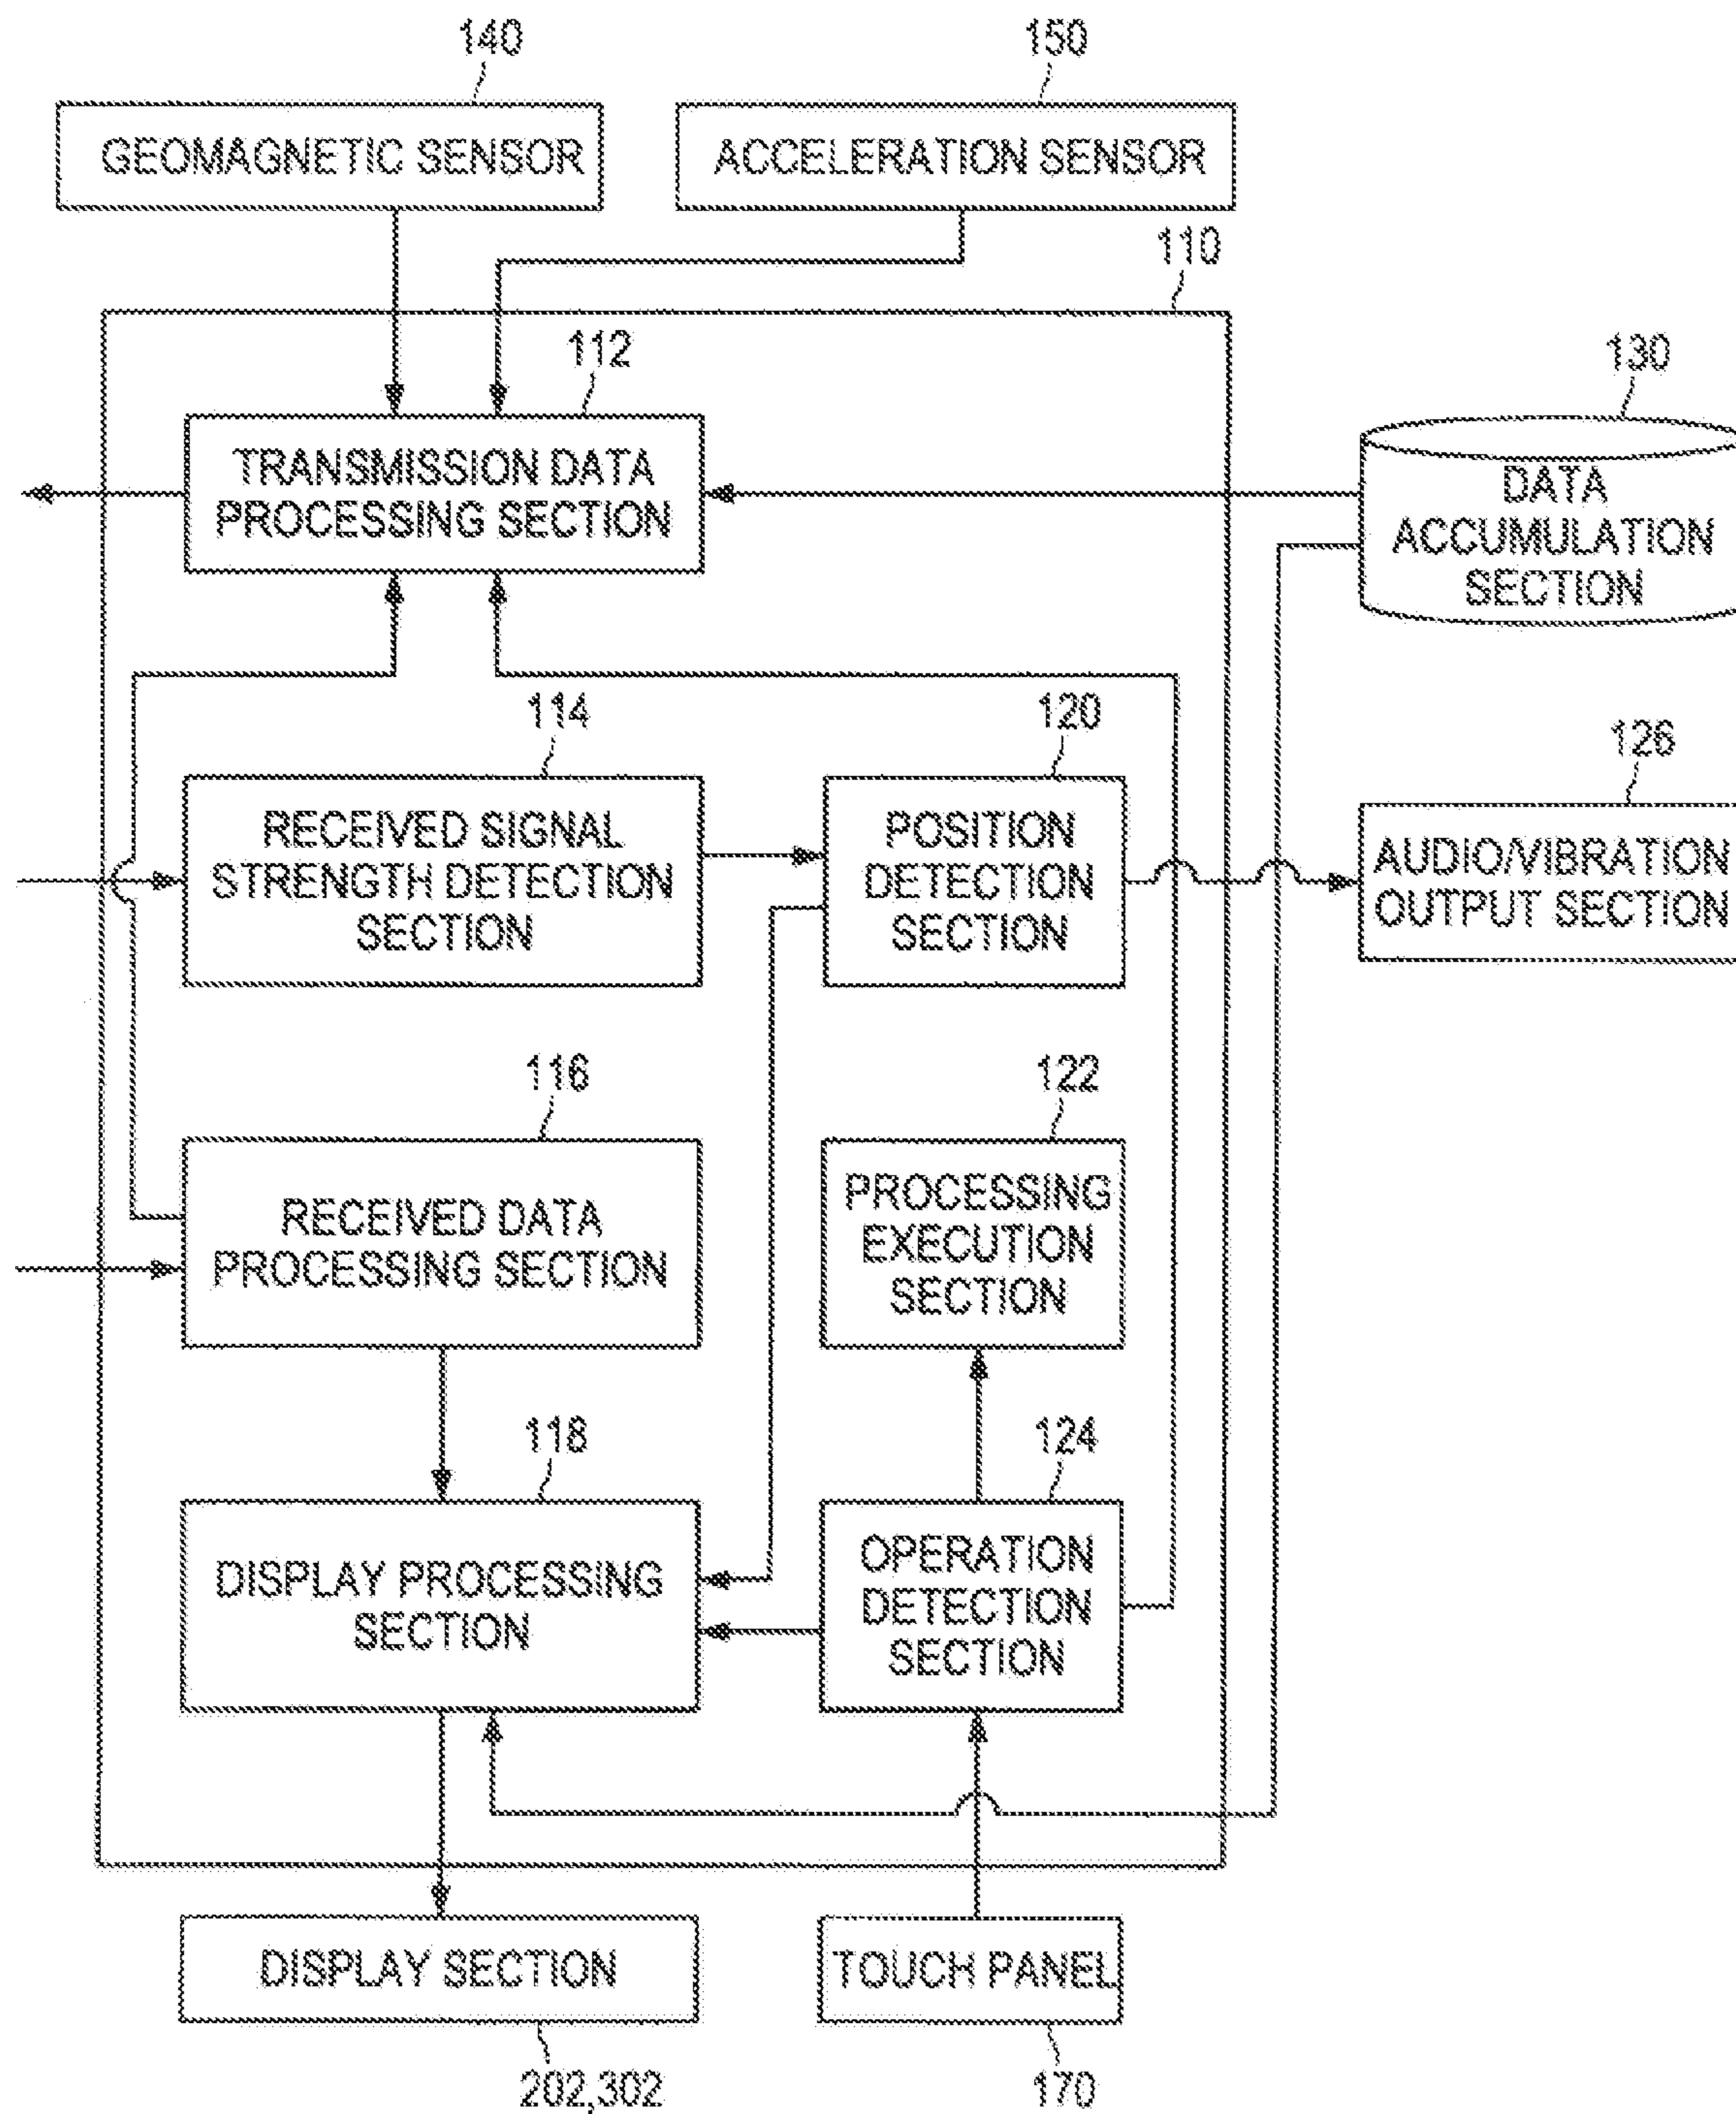 140
150
GEOMAGNETIC SENSOR
ACCELERATION SENSOR
110
112
130
TRANSMISSION DATA
PROCESSING SECTION
DATA
ACCUMULATION
SECTION
114
120
126
RECEIVED SIGNAL
STRENGTH DETECTION
SECTION
POSITION
DETECTION
SECTION
AUDIO/VIBRATION
OUTPUT SECTION
116
122
RECEIVED DATA
PROCESSING SECTION
PROCESSING
EXECUTION
SECTION
118
124
DISPLAY PROCESSING
SECTION
OPERATION
DETECTION
SECTION
DISPLAY SECTION
TOUCH PANEL
202,302
170